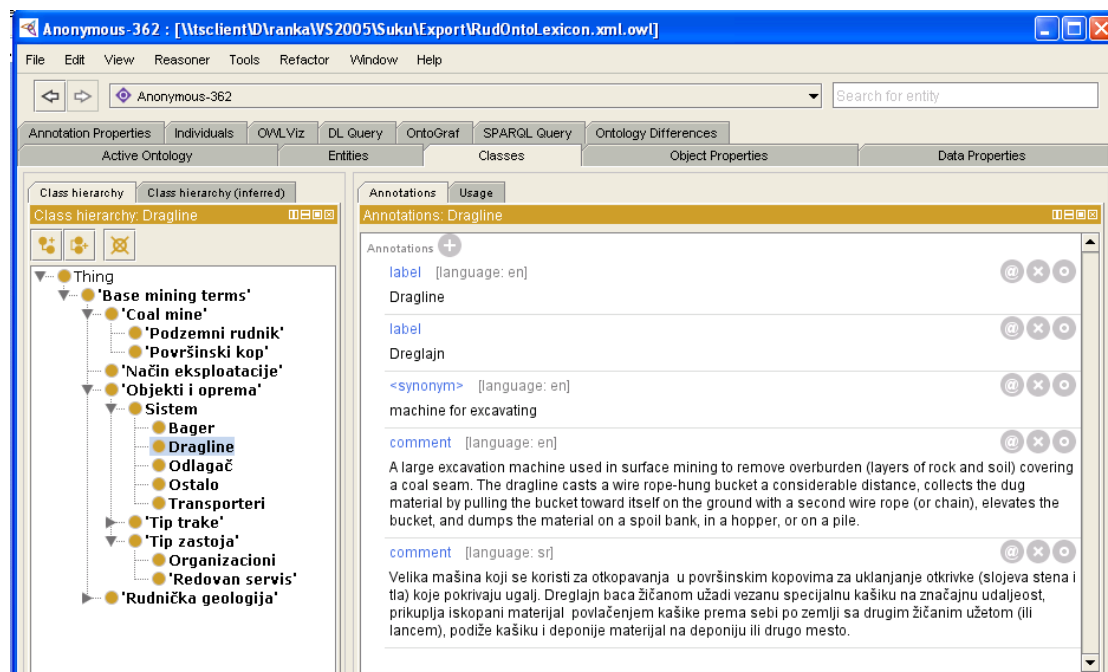 Anonymous-362 : [\\tsclient\D\ranka\VS2005\Suku\Export\RudOntoLexicon.xml.owl]
File Edit View Reasoner Tools Refactor Window Help
Anonymous-362 Search for entity
Annotation Properties Individuals OWLViz DL Query OntoGraf SPARQL Query Ontology Differences
Active Ontology Entities Classes Object Properties Data Properties
Class hierarchy Class hierarchy (inferred)
Class hierarchy: Dragline
Thing
'Base mining terms'
'Coal mine'
'Podzemni rudnik'
'Površinski kop'
'Način eksploatacije'
'Objekti i oprema'
Sistem
Bager
Dragline
Odlagač
Ostalo
Transporteri
'Tip trake'
'Tip zastoja'
Organizacioni
'Redovan servis'
'Rudnička geologija'
Annotations Usage
Annotations: Dragline
Annotations
label [language: en]
Dragline
label
Dreglajn
<synonym> [language: en]
machine for excavating
comment [language: en]
A large excavation machine used in surface mining to remove overburden (layers of rock and soil) covering
a coal seam. The dragline casts a wire rope-hung bucket a considerable distance, collects the dug
material by pulling the bucket toward itself on the ground with a second wire rope (or chain), elevates the
bucket, and dumps the material on a spoil bank, in a hopper, or on a pile.
comment [language: sr]
Velika mašina koji se koristi za otkopavanja u površinskim kopovima za uklanjanje otkrivke (slojeva stena i
tla) koje pokrivaju ugalj. Dreglajn baca žičanom užadi vezanu specijalnu kašiku na značajnu udaljeost,
prikuplja iskopani materijal povlačenjem kašike prema sebi po zemlji sa drugim žičanim užetom (ili
lancem), podiže kašiku i deponije materijal na deponiju ili drugo mesto.